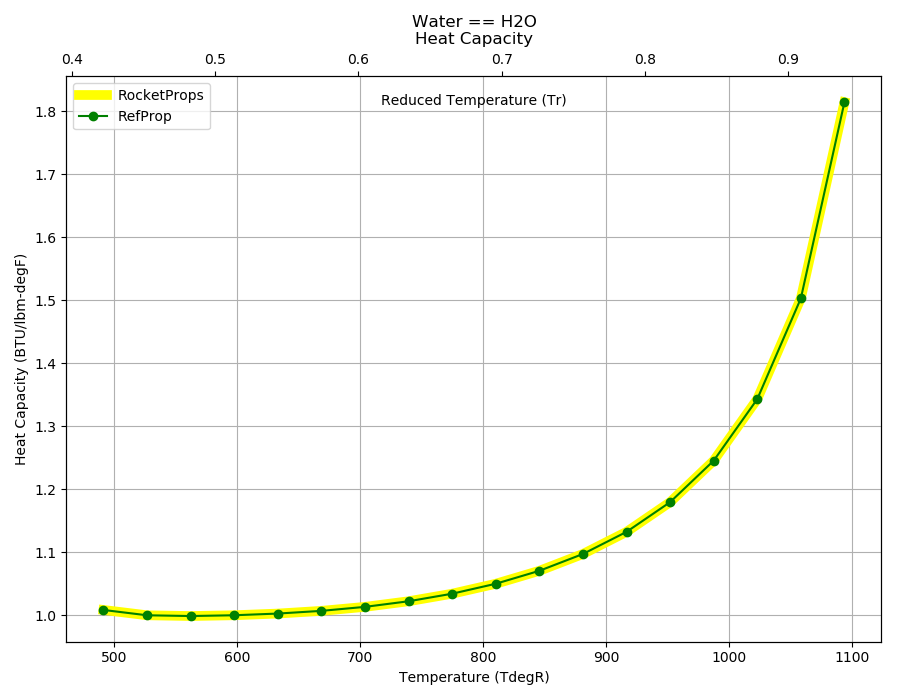 Water == H2O
Heat Capacity
0.4 0.5 0.6 0.7 0.8 0.9
Reduced Temperature (Tr)
RocketProps
RefProp
Heat Capacity (BTU/lbm-degF)
1.8
1.7
1.6
1.5
1.4
1.3
1.2
1.1
1.0
500 600 700 800 900 1000 1100
Temperature (TdegR)